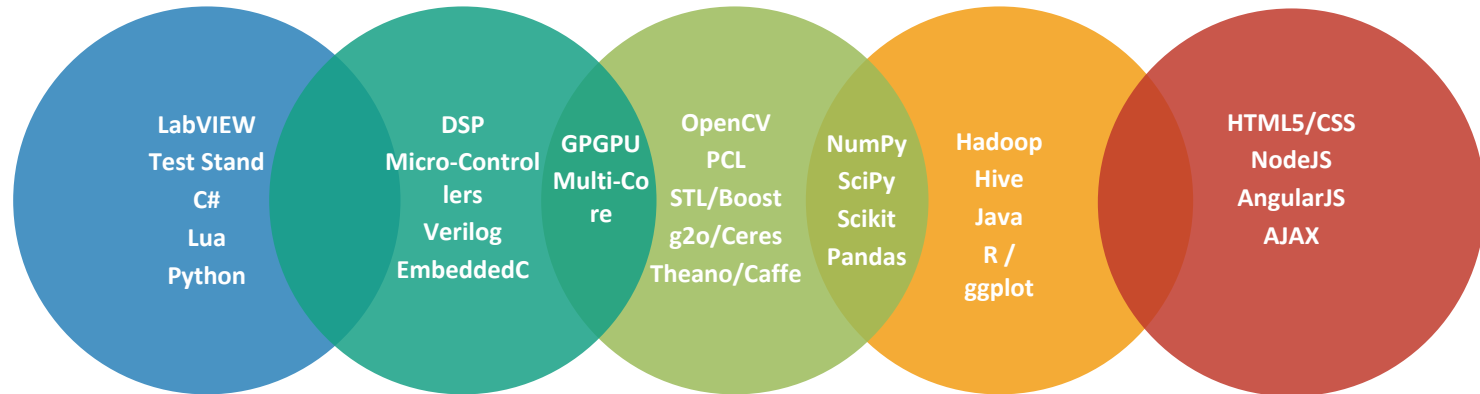 LabVIEW
Test Stand
C#
Lua
Python
DSP
Micro-Control
lers
Verilog
EmbeddedC
GPGPU
Multi-Co
re
OpenCV
PCL
STL/Boost
g2o/Ceres
Theano/Caffe
NumPy
SciPy
Scikit
Pandas
Hadoop
Hive
Java
R /
ggplot
HTML5/CSS
NodeJS
AngularJS
AJAX